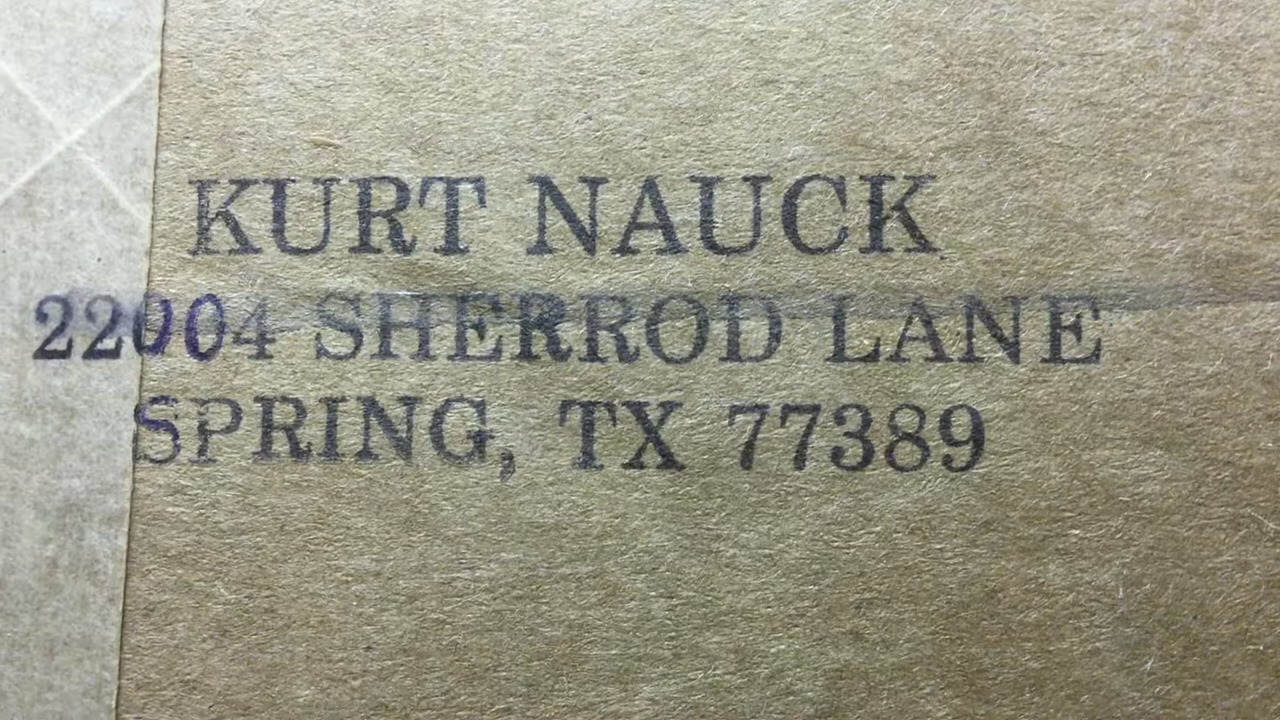 KURT NAUCK
22004 SHERROD LANE
SPRING, TX 77389